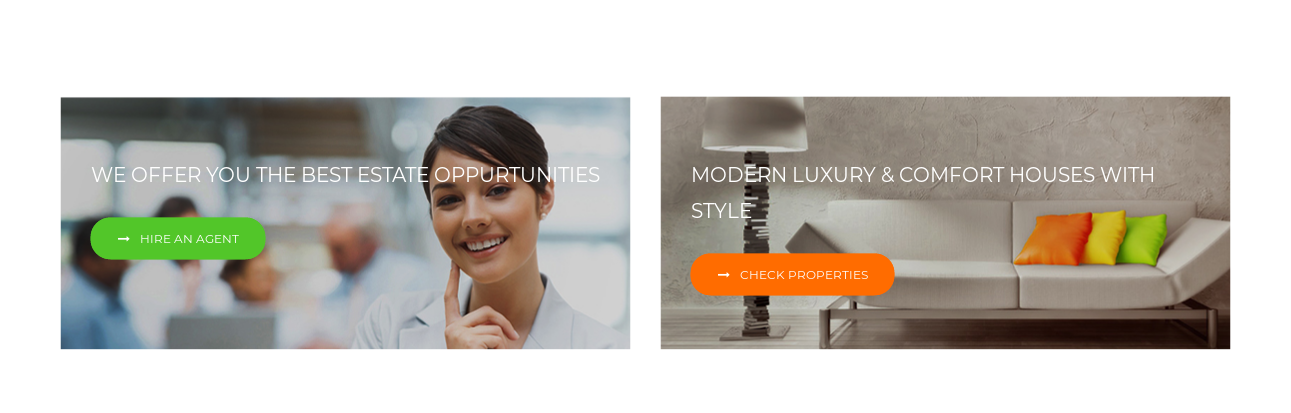 WE OFFER YOU THE BEST ESTATE OPPURTUNITIES
HIRE AN AGENT
MODERN LUXURY & COMFORT HOUSES WITH
STYLE
CHECK PROPERTIES